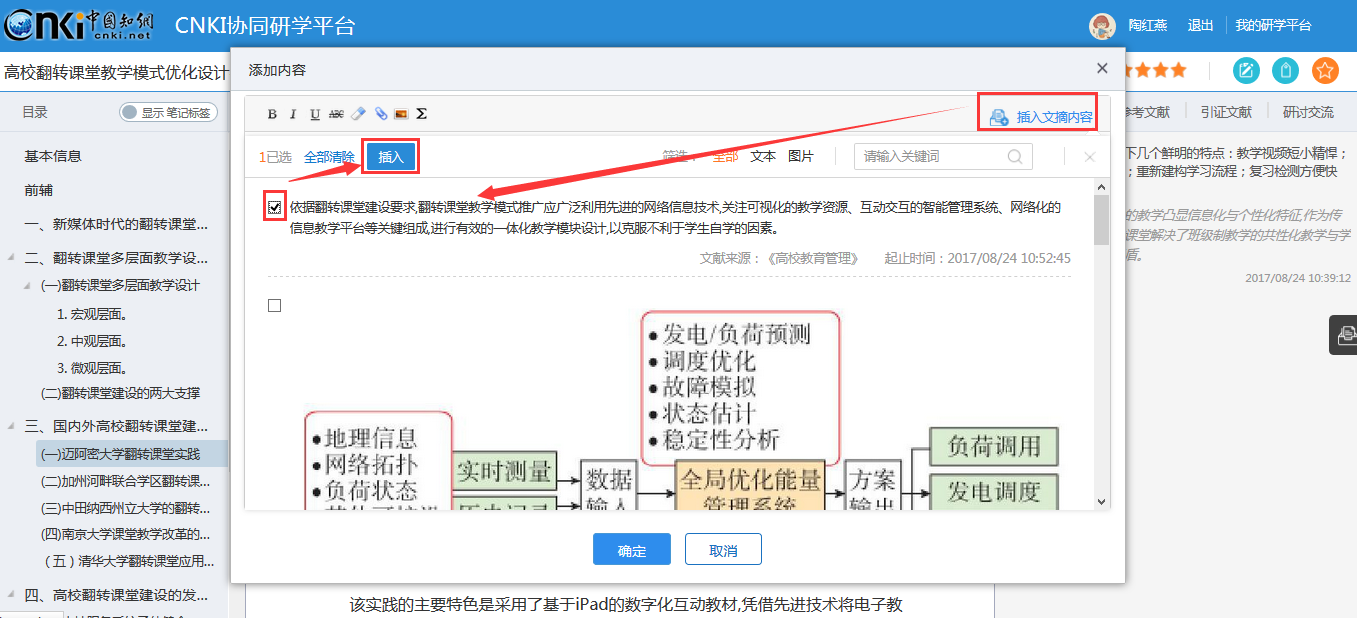 CNKi 中国知网
cnki.net
CNKI协同研学平台
陶红燕 退出 我的研学平台
高校翻转课堂教学模式优化设计
目录
显示 笔记标签
基本信息
前辅
一、新媒体时代的翻转课堂...
二、翻转课堂多层面教学设...
(一)翻转课堂多层面教学设计
1. 宏观层面。
2. 中观层面。
3. 微观层面。
(二)翻转课堂建设的两大支撑
三、国内外高校翻转课堂建...
(一)迈阿密大学翻转课堂实践
(二)加州河畔联合学区翻转课...
(三)中田纳西州立大学的翻转...
(四)南京大学课堂教学改革的...
（五）清华大学翻转课堂应用...
四、高校翻转课堂建设的发...
添加内容
B I U ABC Σ
插入文摘内容
1已选 全部清除 插入
全部 文本 图片
请输入关键词
依据翻转课堂建设要求,翻转课堂教学模式推广应广泛利用先进的网络信息技术,关注可视化的教学资源、互动交互的智能管理系统、网络化的
信息教学平台等关键组成,进行有效的一体化教学模块设计,以克服不利于学生自学的因素。
文献来源：《高校教育管理》 起止时间：2017/08/24 10:52:45
●发电/负荷预测
●调度优化
●故障模拟
●状态估计
●稳定性分析
●地理信息
●网络拓扑
●负荷状态
实时测量
历史记录
数据
输入
全局优化能量
管理系统
方案
输出
负荷调用
发电调度
确定 取消
参考文献 引证文献 研讨交流
下几个鲜明的特点：教学视频短小精悍；
；重新建构学习流程；复习检测方便快
的教学凸显信息化与个性化特征,作为传
课堂解决了班级制教学的共性化教学与学
盾。
2017/08/24 10:39:12
该实践的主要特色是采用了基于iPad的数字化互动教材,凭借先进技术将电子教